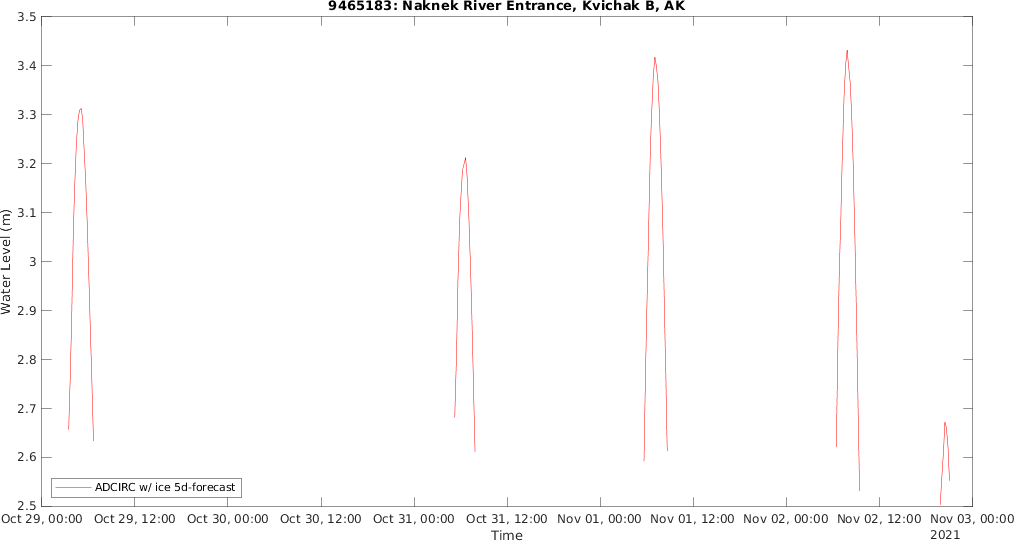 9465183: Naknek River Entrance, Kvichak B, AK
3.5
3.4
3.3
3.2
3.1
3
2.9
2.8
2.7
2.6
2.5
Water Level (m)
ADCIRC w/ ice 5d-forecast
Oct 29, 00:00 Oct 29, 12:00 Oct 30, 00:00 Oct 30, 12:00 Oct 31, 00:00 Oct 31, 12:00 Nov 01, 00:00 Nov 01, 12:00 Nov 02, 00:00 Nov 02, 12:00 Nov 03, 00:00
Time
2021